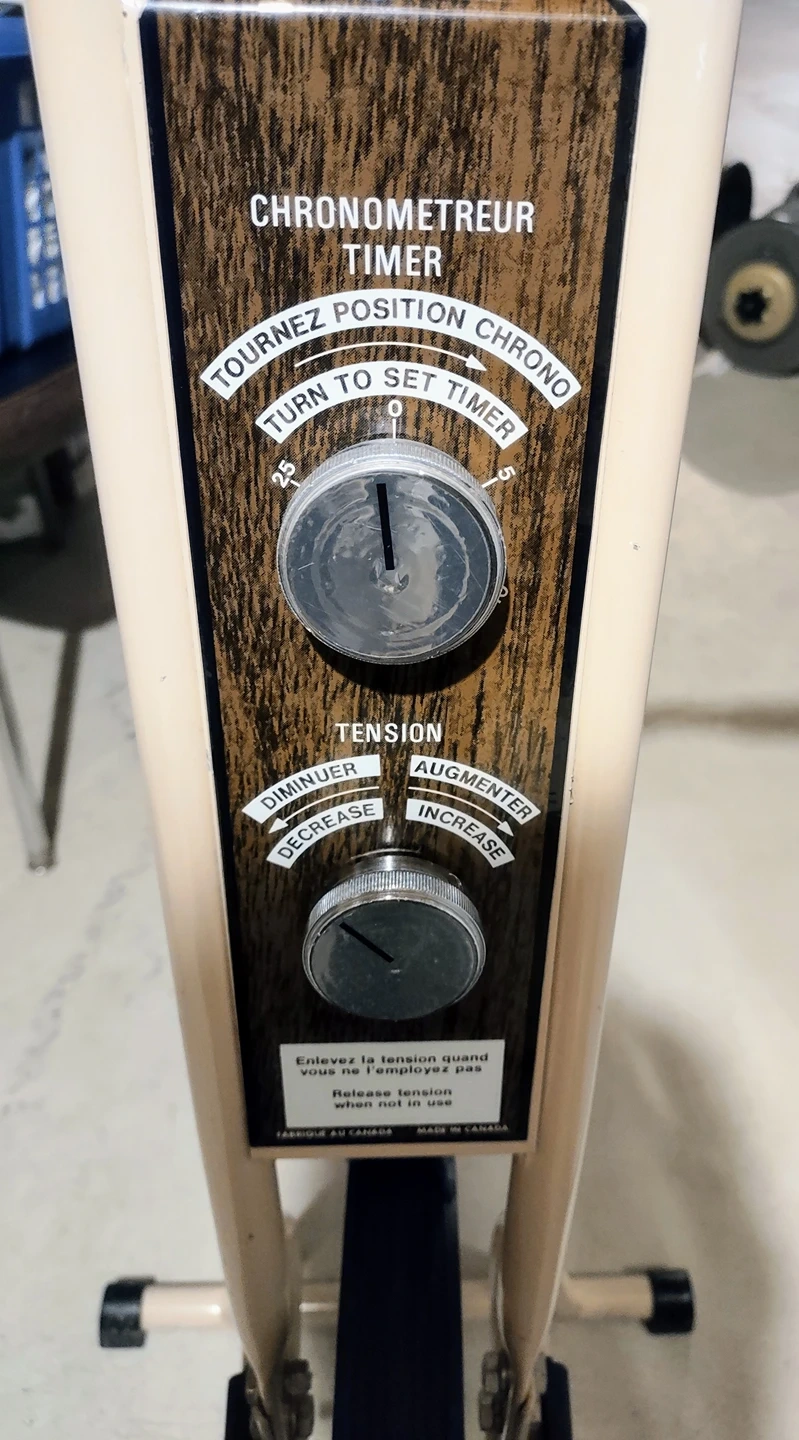 CHRONOMETREUR
TIMER
TOURNEZ POSITION CHRONO
TURN TO SET TIMER
0
25 5
TENSION
DIMINUER AUGMENTER
DECREASE INCREASE
Enlevez la tension quand
vous ne l'employez pas
Release tension
when not in use
FABRIQUÉ AU CANADA MADE IN CANADA